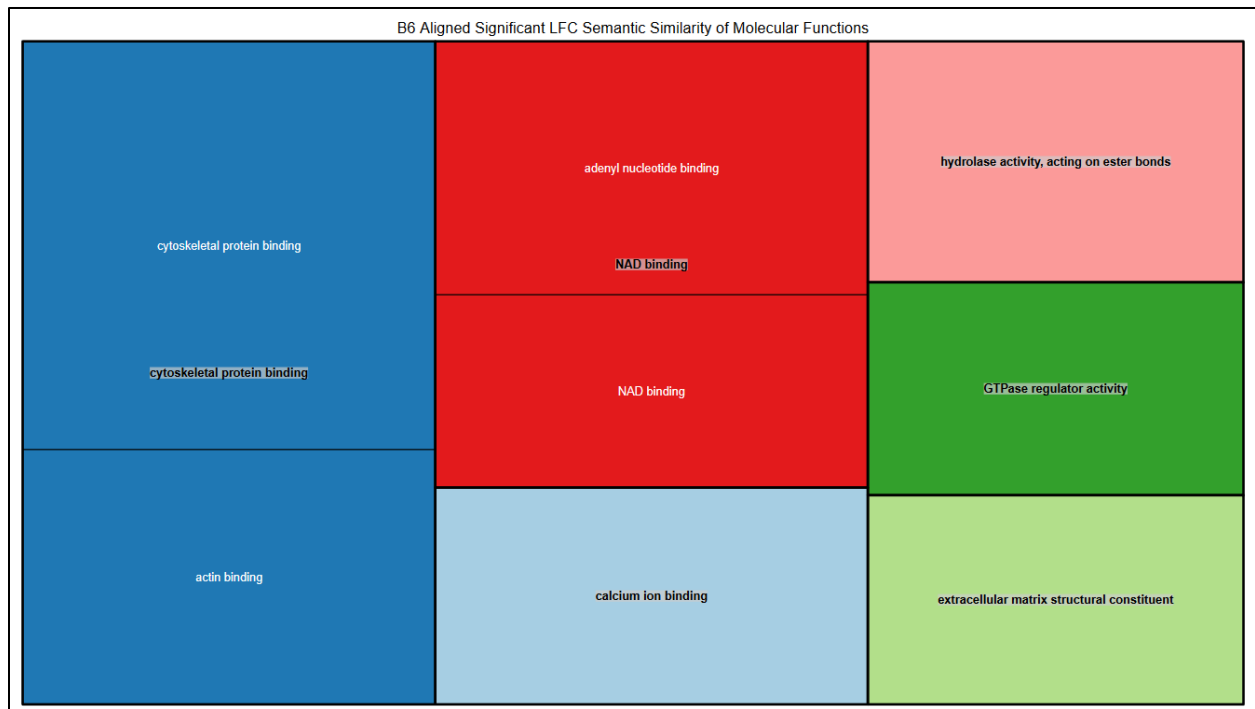 B6 Aligned Significant LFC Semantic Similarity of Molecular Functions
cytoskeletal protein binding
cytoskeletal protein binding
actin binding
adenyl nucleotide binding
NAD binding
NAD binding
calcium ion binding
hydrolase activity, acting on ester bonds
GTPase regulator activity
extracellular matrix structural constituent